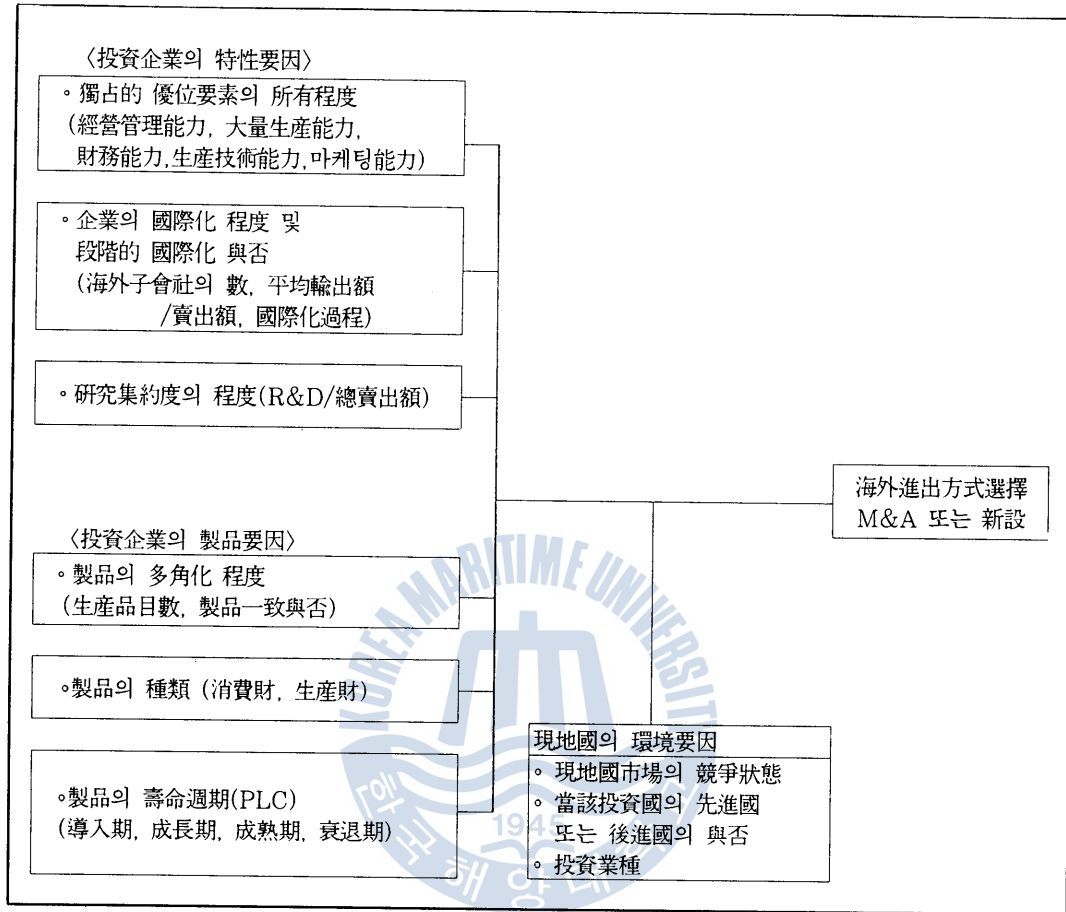 〈投資企業의 特性要因〉
◦ 獨占的 優位要素의 所有程度
(經營管理能力, 大量生産能力,
財務能力,生産技術能力,마케팅能力)
◦ 企業의 國際化 程度 및
段階的 國際化 與否
(海外子會社의 數, 平均輸出額
/賣出額, 國際化過程)
◦ 研究集約度의 程度(R&D/總賣出額)
〈投資企業의 製品要因〉
◦ 製品의 多角化 程度
(生産品目數, 製品一致與否)
◦製品의 種類 (消費財, 生産財)
◦製品의 壽命週期(PLC)
(導入期, 成長期, 成熟期, 衰退期)
海外進出方式選擇
M&A 또는 新設
現地國의 環境要因
◦ 現地國市場의 競爭狀態
◦ 當該投資國의 先進國
또는 後進國의 與否
◦ 投資業種
KOREA MARITIME UNIVERSITY
1945
한국해양대학교